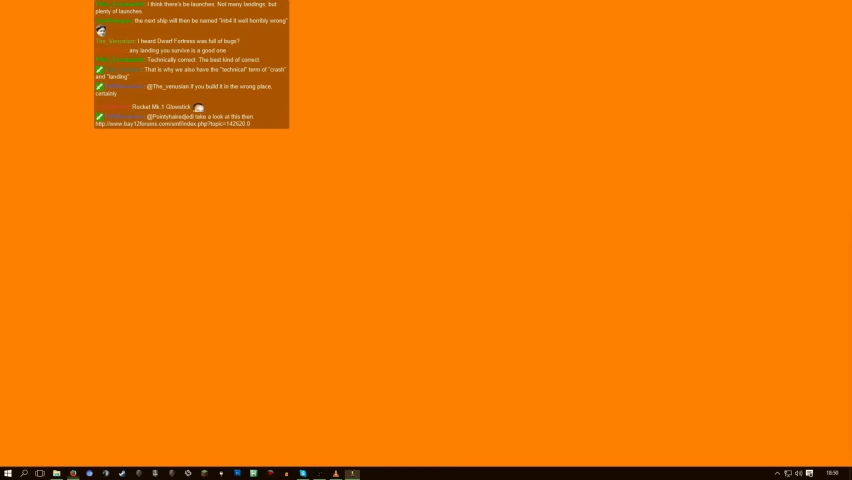 I think there's be launches. Not many landings, but
plenty of launches.
the next ship will then be named "Inb4 it well horribly wrong"
The_Venusian: I heard Dwarf Fortress was full of bugs?
any landing you survive is a good one
Technically correct. The best kind of correct
That is why we also have the "technical" term of "crash"
and "landing"
@The_venusian if you build it in the wrong place,
certainly.
Rocket Mk.1 Glowstick
@Pointyhairedjedi take a look at this then.
http://www.bay12forums.com/smf/index.php?topic=142620.0
18:50